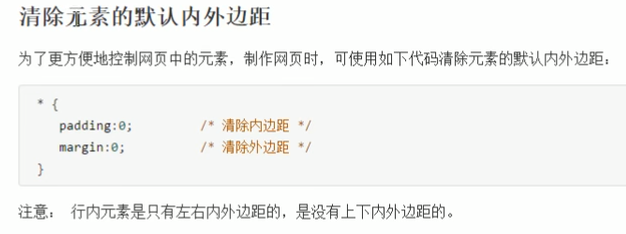 清除元素的默认内外边距
为了更方便地控制网页中的元素，制作网页时，可使用如下代码清除元素的默认内外边距：
* {
padding:0; /* 清除内边距 */
margin:0; /* 清除外边距 */
}
注意： 行内元素是只有左右内外边距的，是没有上下内外边距的。